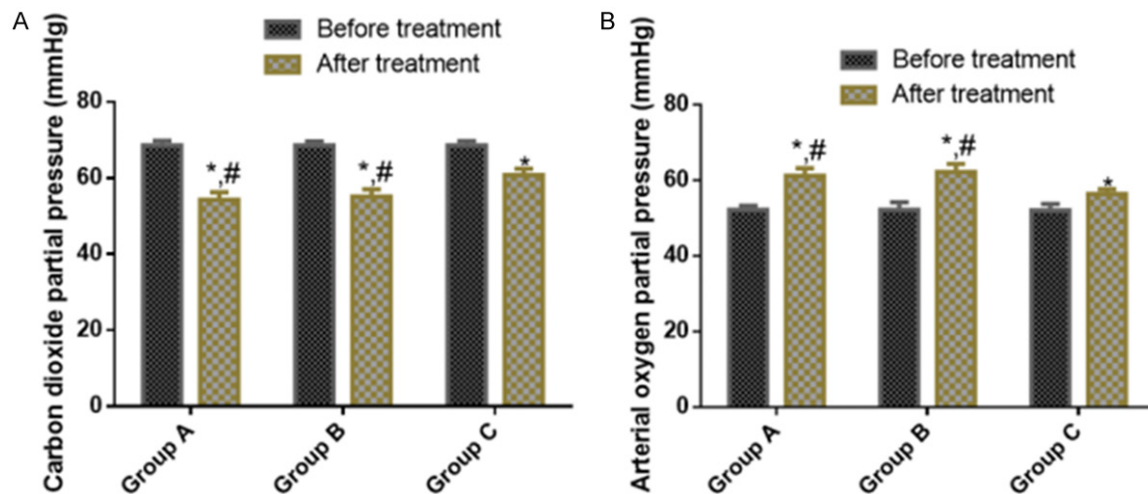 A
Carbon dioxide partial pressure (mmHg)
Before treatment
After treatment
80
60
40
20
0
*,#
*,#
*
Group A
Group B
Group C
B
Arterial oxygen partial pressure (mmHg)
Before treatment
After treatment
80
60
40
20
0
*,#
*,#
*
Group A
Group B
Group C